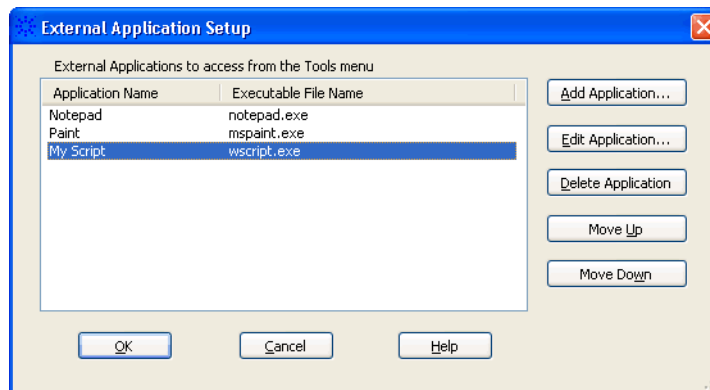 External Application Setup
External Applications to access from the Tools menu
Application Name Executable File Name
Notepad notepad.exe
Paint mspaint.exe
My Script wscript.exe
Add Application...
Edit Application...
Delete Application
Move Up
Move Down
OK Cancel Help